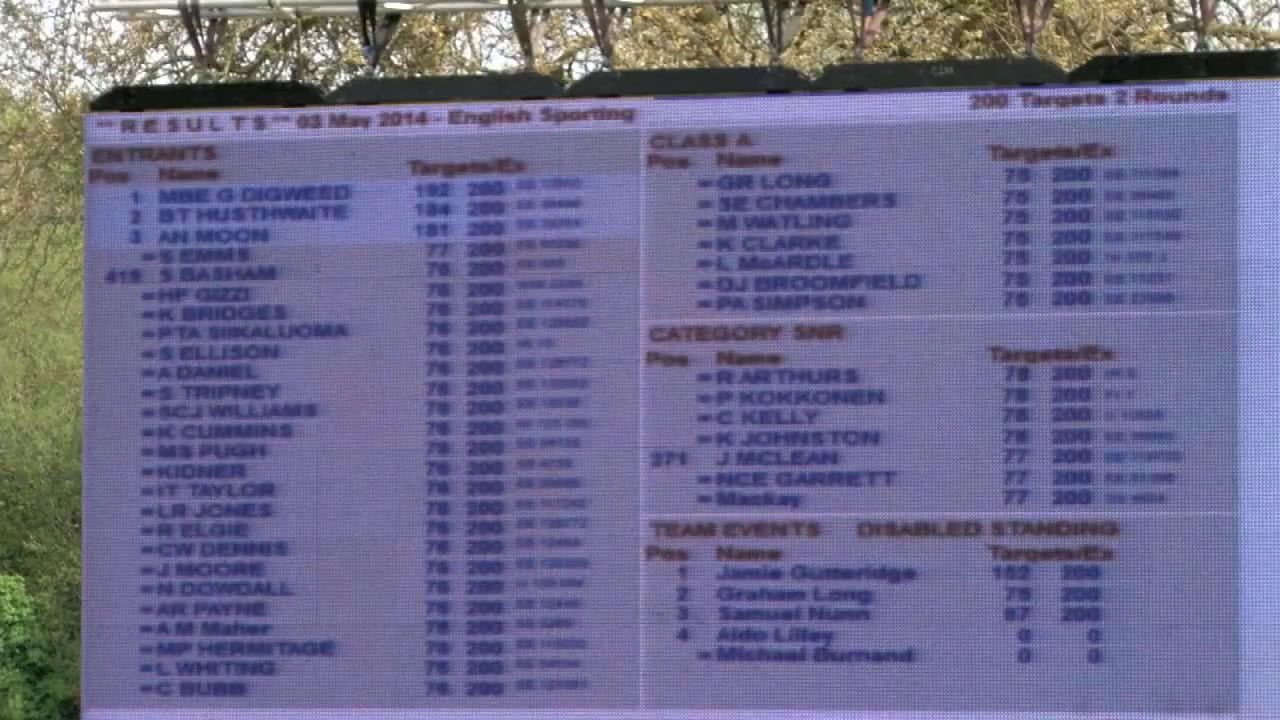 ** R E S U L T S ** 03 May 2014 - English Sporting
200 Targets 2 Rounds
ENTRANTS
Pos Name Targets/Ex
1 MBE G DIGWEED 192 200
2 BT HUSTHWAITE 184 200
3 AN MOON 181 200
= S EMMS 77 200
419 S BASHAM 76 200
= HF GIZZI 76 200
= K BRIDGES 76 200
= PTA SIIKALUOMA 76 200
= S ELLISON 76 200
= A DANIEL 76 200
= S TRIPNEY 76 200
= SCJ WILLIAMS 76 200
= K CUMMINS 76 200
= MS PUGH 76 200
= KIDNER 76 200
= IT TAYLOR 76 200
= LR JONES 76 200
= R ELGIE 76 200
= CW DENNIS 76 200
= J MOORE 76 200
= N DOWDALL 76 200
= AR PAYNE 76 200
= A M Maher 76 200
= MP HERMITAGE 76 200
= L WHITING 76 200
= C BUBB 76 200
CLASS A
Pos Name Targets/Ex
= GR LONG 75 200
= SE CHAMBERS 75 200
= M WATLING 75 200
= K CLARKE 75 200
= L McARDLE 75 200
= DJ BROOMFIELD 75 200
= PA SIMPSON 75 200
CATEGORY SNR
Pos Name Targets/Ex
= R ARTHURS 78 200
= P KOKKONEN 78 200
= C KELLY 78 200
= K JOHNSTON 78 200
371 J MCLEAN 77 200
= NCE GARRETT 77 200
= Mackay 77 200
TEAM EVENTS DISABLED STANDING
Pos Name Targets/Ex
1 Jamie Gutteridge 152 200
2 Graham Long 75 200
3 Samuel Nunn 67 200
4 Aldo Lilley 0 0
= Michael Burnand 0 0